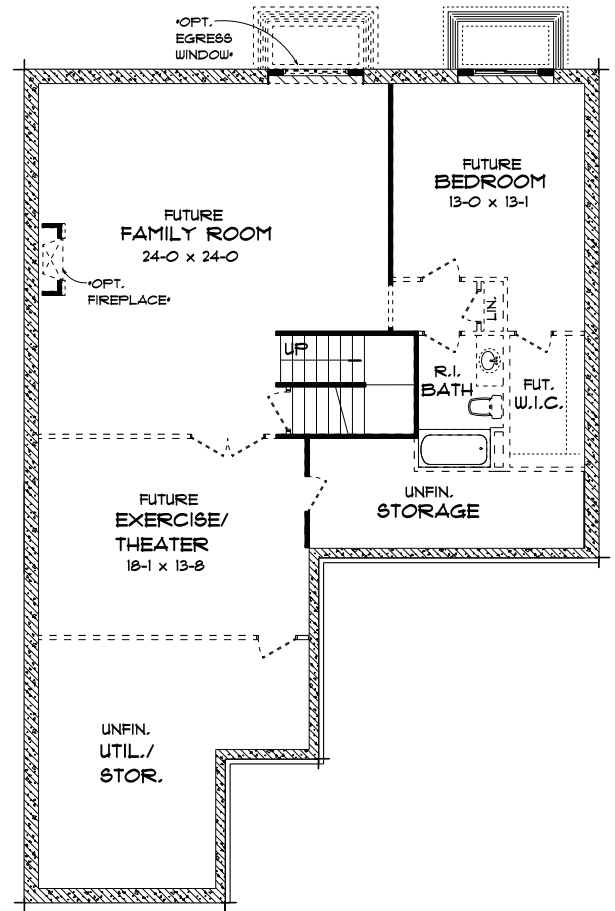 *OPT.
EGRESS
WINDOW*
FUTURE
BEDROOM
13-0 x 13-1
FUTURE
FAMILY ROOM
24-0 x 24-0
*OPT.
FIREPLACE*
LIN.
UP
R.I.
BATH
FUT.
W.I.C.
UNFIN.
STORAGE
FUTURE
EXERCISE/
THEATER
18-1 x 13-8
UNFIN.
UTIL./
STOR.